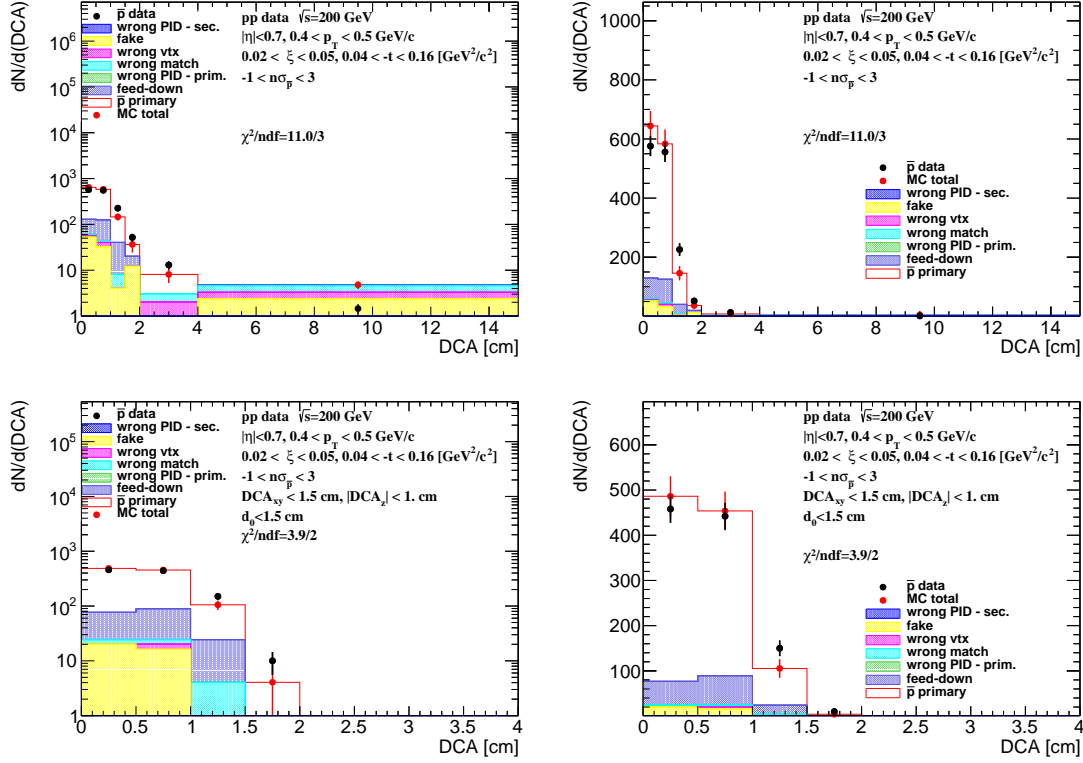 dN/d(DCA)
10⁶
10⁵
10⁴
10³
10²
10
1
0 2 4 6 8 10 12 14
DCA [cm]
p̄ data
wrong PID - sec.
fake
wrong vtx
wrong match
wrong PID - prim.
feed-down
p̄ primary
MC total
pp data √s=200 GeV
|η|<0.7, 0.4 < p_T < 0.5 GeV/c
0.02 < ξ < 0.05, 0.04 < -t < 0.16 [GeV²/c²]
-1 < nσ_p̄ < 3
χ²/ndf=11.0/3
dN/d(DCA)
1000
800
600
400
200
0 2 4 6 8 10 12 14
DCA [cm]
pp data √s=200 GeV
|η|<0.7, 0.4 < p_T < 0.5 GeV/c
0.02 < ξ < 0.05, 0.04 < -t < 0.16 [GeV²/c²]
-1 < nσ_p̄ < 3
χ²/ndf=11.0/3
p̄ data
MC total
wrong PID - sec.
fake
wrong vtx
wrong match
wrong PID - prim.
feed-down
p̄ primary
dN/d(DCA)
10⁵
10⁴
10³
10²
10
1
0 0.5 1 1.5 2 2.5 3 3.5 4
DCA [cm]
p̄ data
wrong PID - sec.
fake
wrong vtx
wrong match
wrong PID - prim.
feed-down
p̄ primary
MC total
pp data √s=200 GeV
|η|<0.7, 0.4 < p_T < 0.5 GeV/c
0.02 < ξ < 0.05, 0.04 < -t < 0.16 [GeV²/c²]
-1 < nσ_p̄ < 3
DCA_xy < 1.5 cm, |DCA_z| < 1. cm
d₀<1.5 cm
χ²/ndf=3.9/2
dN/d(DCA)
600
500
400
300
200
100
0 0.5 1 1.5 2 2.5 3 3.5 4
DCA [cm]
pp data √s=200 GeV
|η|<0.7, 0.4 < p_T < 0.5 GeV/c
0.02 < ξ < 0.05, 0.04 < -t < 0.16 [GeV²/c²]
-1 < nσ_p̄ < 3
DCA_xy < 1.5 cm, |DCA_z| < 1. cm
d₀<1.5 cm
χ²/ndf=3.9/2
p̄ data
MC total
wrong PID - sec.
fake
wrong vtx
wrong match
wrong PID - prim.
feed-down
p̄ primary